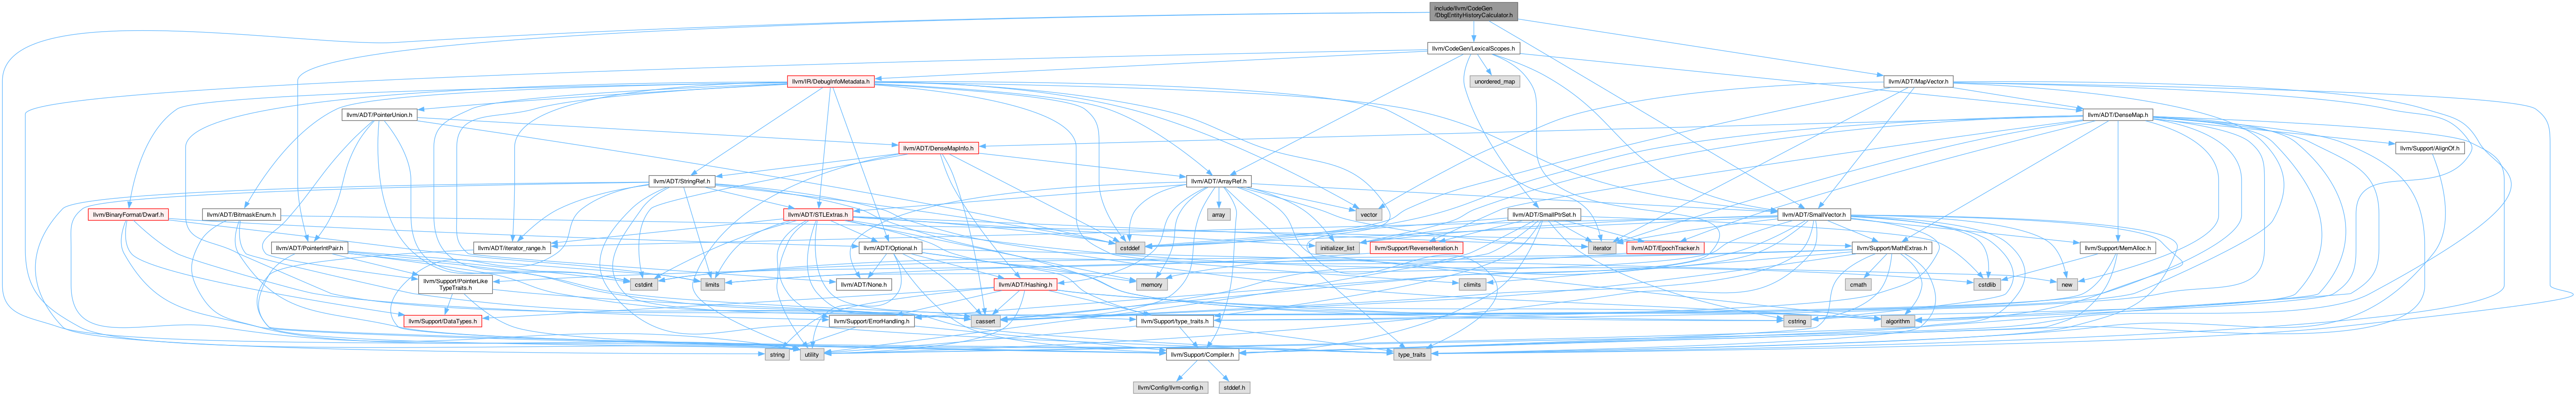 include/llvm/CodeGen
/DbgEntityHistoryCalculator.h
llvm/CodeGen/LexicalScopes.h
llvm/IR/DebugInfoMetadata.h
unordered_map
llvm/ADT/MapVector.h
llvm/ADT/PointerUnion.h
llvm/ADT/DenseMap.h
llvm/ADT/DenseMapInfo.h
llvm/Support/AlignOf.h
llvm/ADT/StringRef.h
llvm/ADT/ArrayRef.h
llvm/BinaryFormat/Dwarf.h
llvm/ADT/BitmaskEnum.h
llvm/ADT/STLExtras.h
array
vector
llvm/ADT/SmallPtrSet.h
llvm/ADT/SmallVector.h
llvm/ADT/PointerIntPair.h
llvm/ADT/iterator_range.h
llvm/ADT/Optional.h
cstddef
initializer_list
llvm/Support/ReverseIteration.h
iterator
llvm/ADT/EpochTracker.h
llvm/Support/MathExtras.h
llvm/Support/MemAlloc.h
llvm/Support/PointerLike
TypeTraits.h
cstdint
limits
llvm/ADT/None.h
llvm/ADT/Hashing.h
memory
climits
cmath
cstdlib
new
llvm/Support/DataTypes.h
llvm/Support/ErrorHandling.h
cassert
llvm/Support/type_traits.h
cstring
algorithm
string
utility
llvm/Support/Compiler.h
type_traits
llvm/Config/llvm-config.h
stddef.h